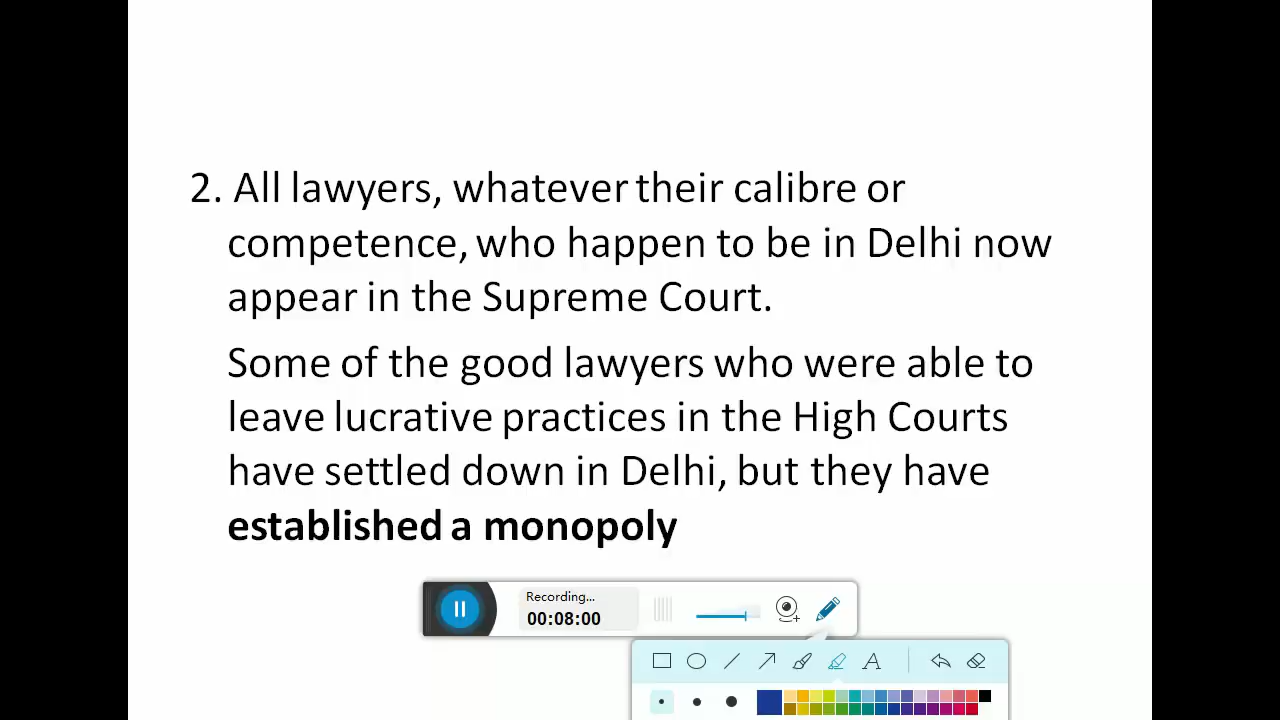 2. All lawyers, whatever their calibre or
competence, who happen to be in Delhi now
appear in the Supreme Court.
Some of the good lawyers who were able to
leave lucrative practices in the High Courts
have settled down in Delhi, but they have
established a monopoly
Recording...
00:08:00
A